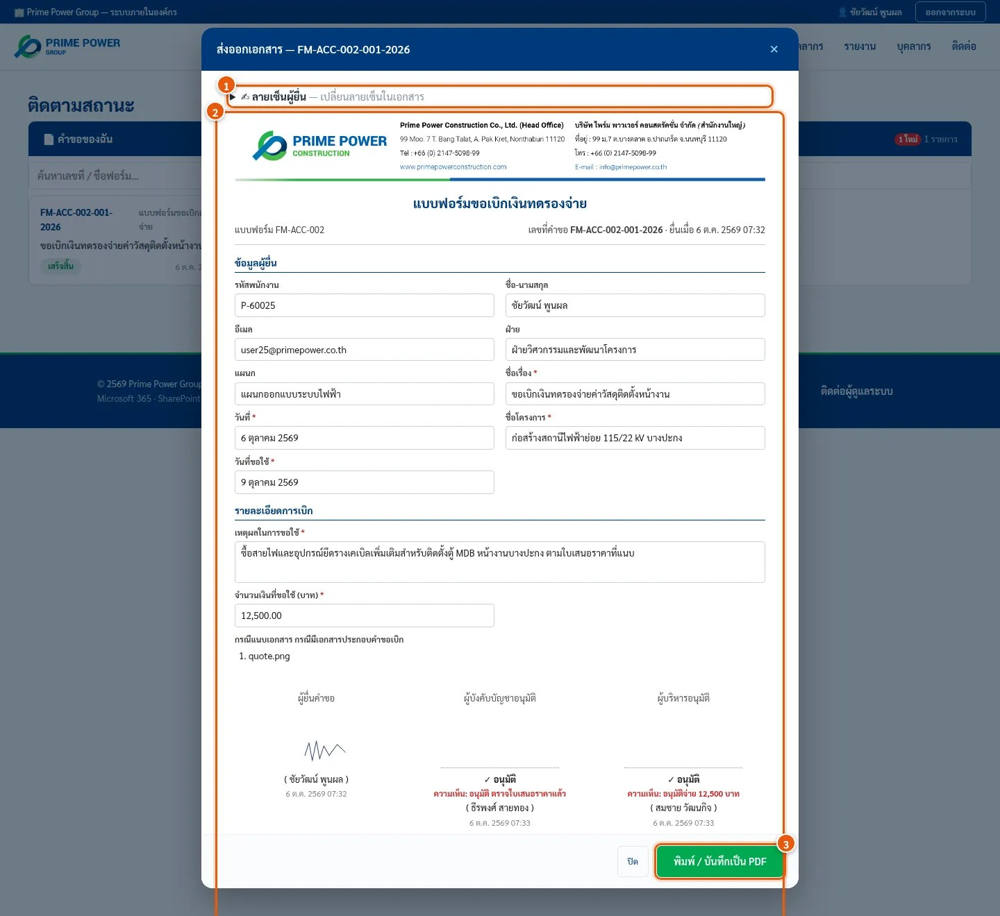 Prime Power Group — ระบบภายในองค์กร
ชัยวัฒน์ พูนผล
ออกจากระบบ
PRIME POWER
GROUP
รายงาน
บุคลากร
ติดต่อ
ส่งออกเอกสาร — FM-ACC-002-001-2026
×
ติดตามสถานะ
คำขอของฉัน
1 ใหม่ 1 รายการ
ค้นหาเลขที่ / ชื่อฟอร์ม...
FM-ACC-002-001-2026
แบบฟอร์มขอเบิก
จ่าย
ขอเบิกเงินทดรองจ่ายค่าวัสดุติดตั้งหน้างาน
เสร็จสิ้น
6 ต.ค. 2
1
▶ ✍ ลายเซ็นผู้ยื่น — เปลี่ยนลายเซ็นในเอกสาร
2
PRIME POWER
CONSTRUCTION
Prime Power Construction Co., Ltd. (Head Office)
99 Moo. 7 T. Bang Talat, A. Pak Kret, Nonthaburi 11120
Tel : +66 (0) 2147-5098-99
www.primepowerconstruction.com
บริษัท ไพร์ม พาวเวอร์ คอนสตรัคชั่น จำกัด (สำนักงานใหญ่)
ที่อยู่ : 99 ม.7 ต.บางตลาด อ.ปากเกร็ด จ.นนทบุรี 11120
โทร : +66 (0) 2147-5098-99
E-mail : info@primepower.co.th
แบบฟอร์มขอเบิกเงินทดรองจ่าย
แบบฟอร์ม FM-ACC-002
เลขที่คำขอ FM-ACC-002-001-2026 · ยื่นเมื่อ 6 ต.ค. 2569 07:32
ข้อมูลผู้ยื่น
รหัสพนักงาน
P-60025
ชื่อ-นามสกุล
ชัยวัฒน์ พูนผล
อีเมล
user25@primepower.co.th
ฝ่าย
ฝ่ายวิศวกรรมและพัฒนาโครงการ
แผนก
แผนกออกแบบระบบไฟฟ้า
ชื่อเรื่อง *
ขอเบิกเงินทดรองจ่ายค่าวัสดุติดตั้งหน้างาน
วันที่ *
6 ตุลาคม 2569
ชื่อโครงการ *
ก่อสร้างสถานีไฟฟ้าย่อย 115/22 kV บางปะกง
วันที่ขอใช้ *
9 ตุลาคม 2569
รายละเอียดการเบิก
เหตุผลในการขอใช้ *
ซื้อสายไฟและอุปกรณ์ยึดรางเคเบิลเพิ่มเติมสำหรับติดตั้งตู้ MDB หน้างานบางปะกง ตามใบเสนอราคาที่แนบ
จำนวนเงินที่ขอใช้ (บาท) *
12,500.00
กรณีแนบเอกสาร กรณีมีเอกสารประกอบคำขอเบิก
1. quote.png
ผู้ยื่นคำขอ
( ชัยวัฒน์ พูนผล )
6 ต.ค. 2569 07:32
ผู้บังคับบัญชาอนุมัติ
✓ อนุมัติ
ความเห็น: อนุมัติ ตรวจใบเสนอราคาแล้ว
( ธีรพงศ์ สายทอง )
6 ต.ค. 2569 07:33
ผู้บริหารอนุมัติ
✓ อนุมัติ
ความเห็น: อนุมัติจ่าย 12,500 บาท
( สมชาย วัฒนกิจ )
6 ต.ค. 2569 07:33
ปิด
พิมพ์ / บันทึกเป็น PDF
3
© 2569 Prime Power Group
Microsoft 365 · SharePoint
ติดต่อผู้ดูแลระบบ